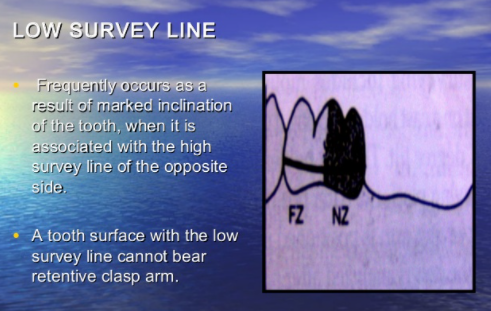 LOW SURVEY LINE
Frequently occurs as a
result of marked inclination
of the tooth, when it is
associated with the high
survey line of the opposite
side.
A tooth surface with the low
survey line cannot bear
retentive clasp arm.
FZ NZ